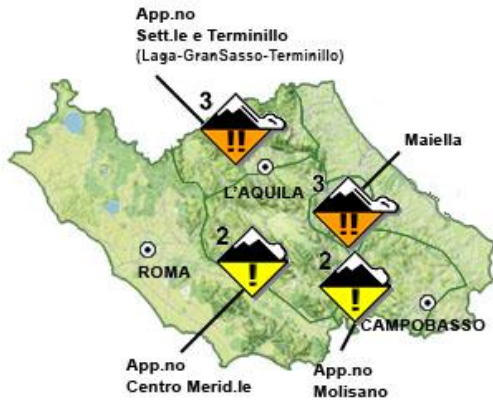 App.no
Sett.le e Terminillo
(Laga-GranSasso-Terminillo)
3
!!
Maiella
L'AQUILA
3
!!
2
!
ROMA
2
!
CAMPOBASSO
App.no
Centro Merid.le
App.no
Molisano